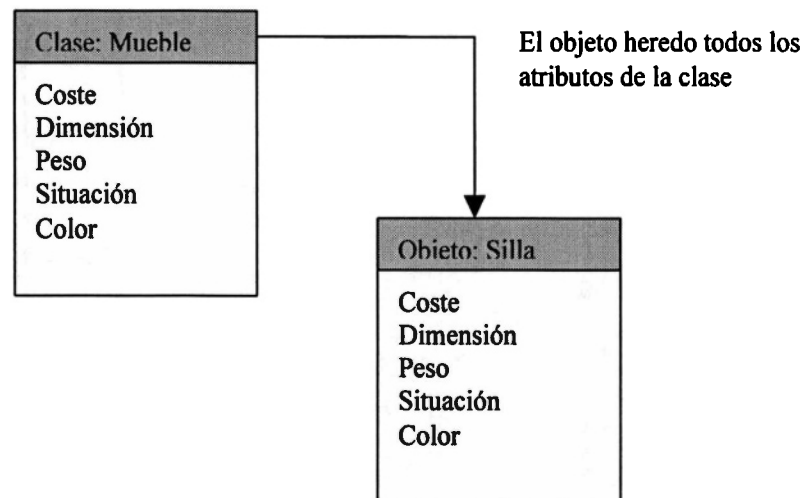 Clase: Mueble
Coste
Dimensión
Peso
Situación
Color
El objeto heredo todos los
atributos de la clase
Objeto: Silla
Coste
Dimensión
Peso
Situación
Color